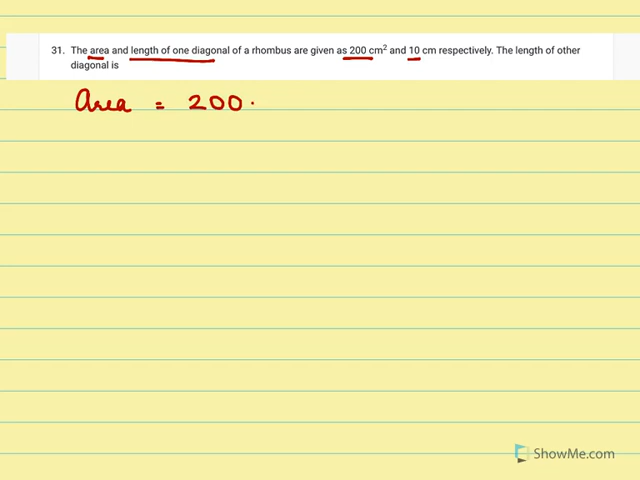 31. The area and length of one diagonal of a rhombus are given as 200 cm² and 10 cm respectively. The length of other
diagonal is
Area = 200.
ShowMe.com